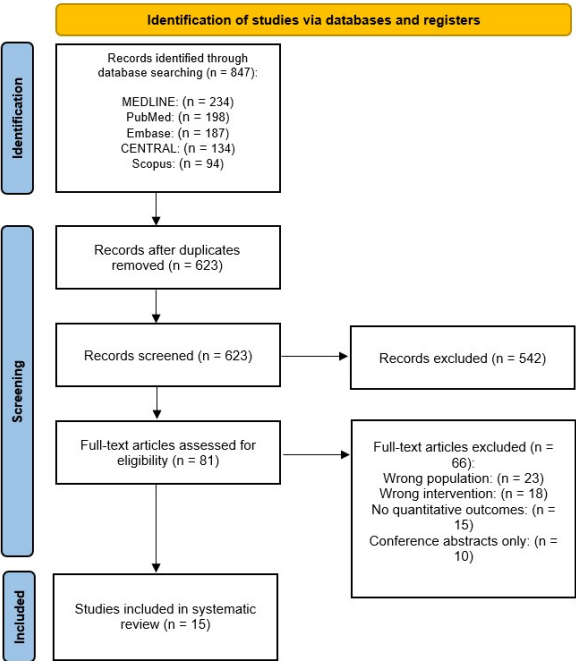 Identification of studies via databases and registers
Identification
Records identified through
database searching (n = 847):
MEDLINE: (n = 234)
PubMed: (n = 198)
Embase: (n = 187)
CENTRAL: (n = 134)
Scopus: (n = 94)
Screening
Records after duplicates
removed (n = 623)
Records screened (n = 623)
Records excluded (n = 542)
Full-text articles assessed for
eligibility (n = 81)
Full-text articles excluded (n =
66):
Wrong population: (n = 23)
Wrong intervention: (n = 18)
No quantitative outcomes: (n =
15)
Conference abstracts only: (n =
10)
Included
Studies included in systematic
review (n = 15)